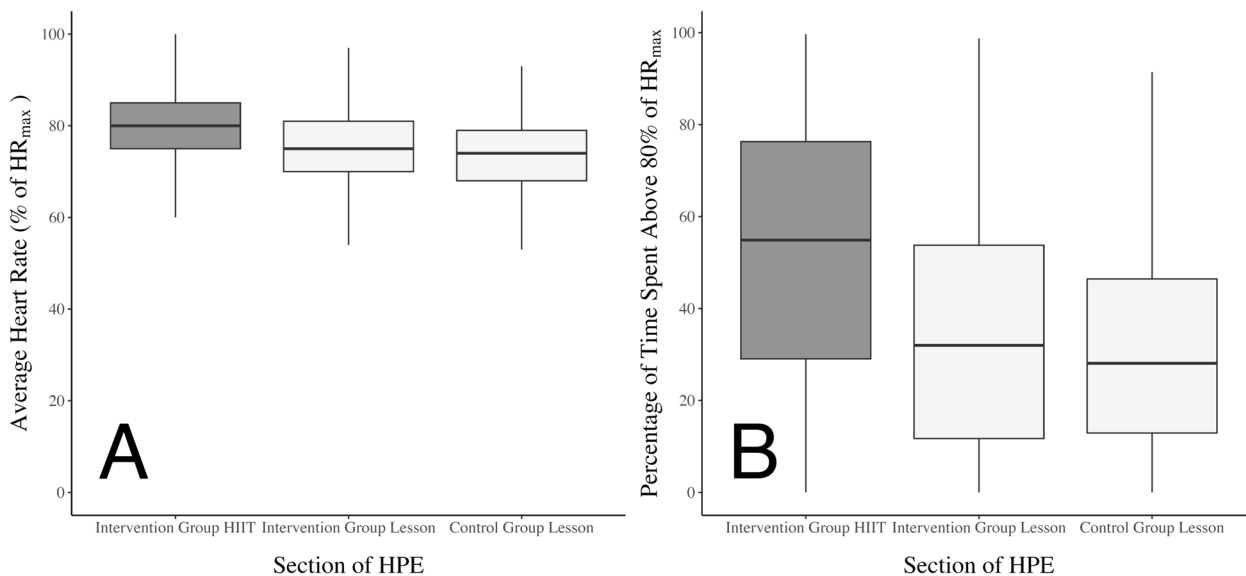 Average Heart Rate (% of HRmax )
100
80
60
40
20
0
A
Intervention Group HIIT
Intervention Group Lesson
Control Group Lesson
Section of HPE
Percentage of Time Spent Above 80% of HRmax
100
80
60
40
20
0
B
Intervention Group HIIT
Intervention Group Lesson
Control Group Lesson
Section of HPE